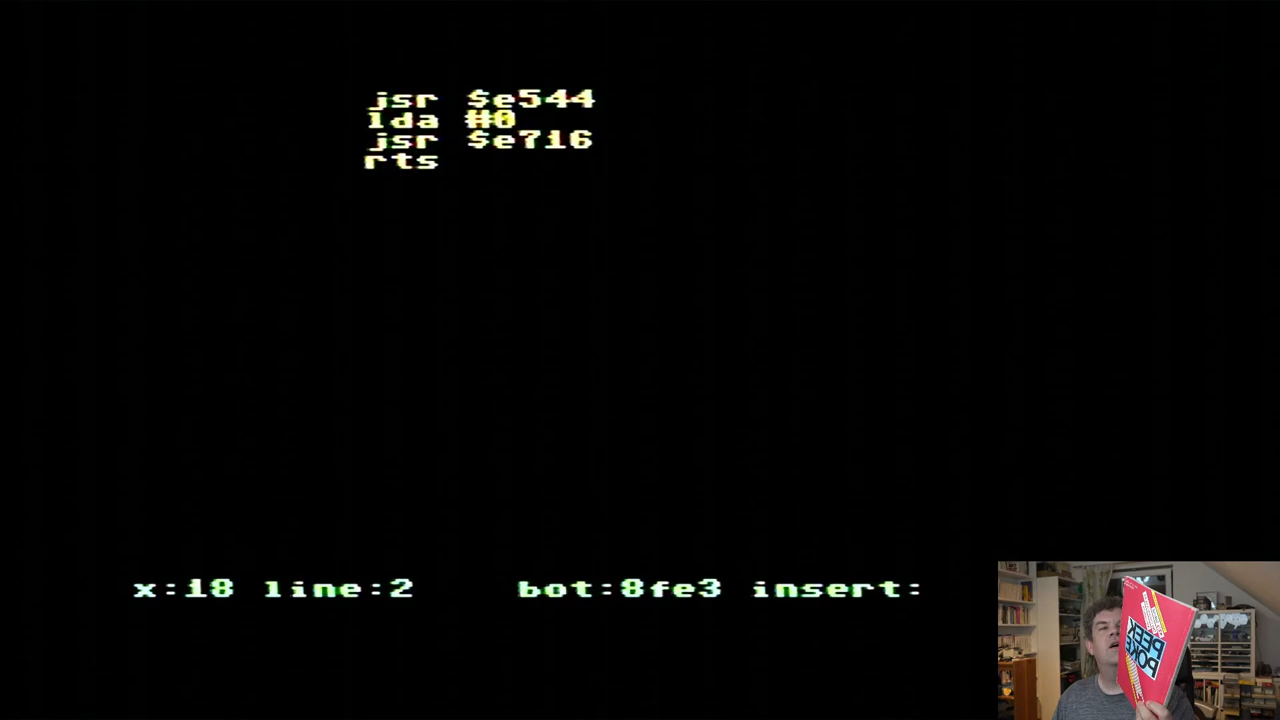 jsr $e544
lda #0
jsr $e716
rts
x:18 line:2 bot:8fe3 insert:
PEEK
POKE